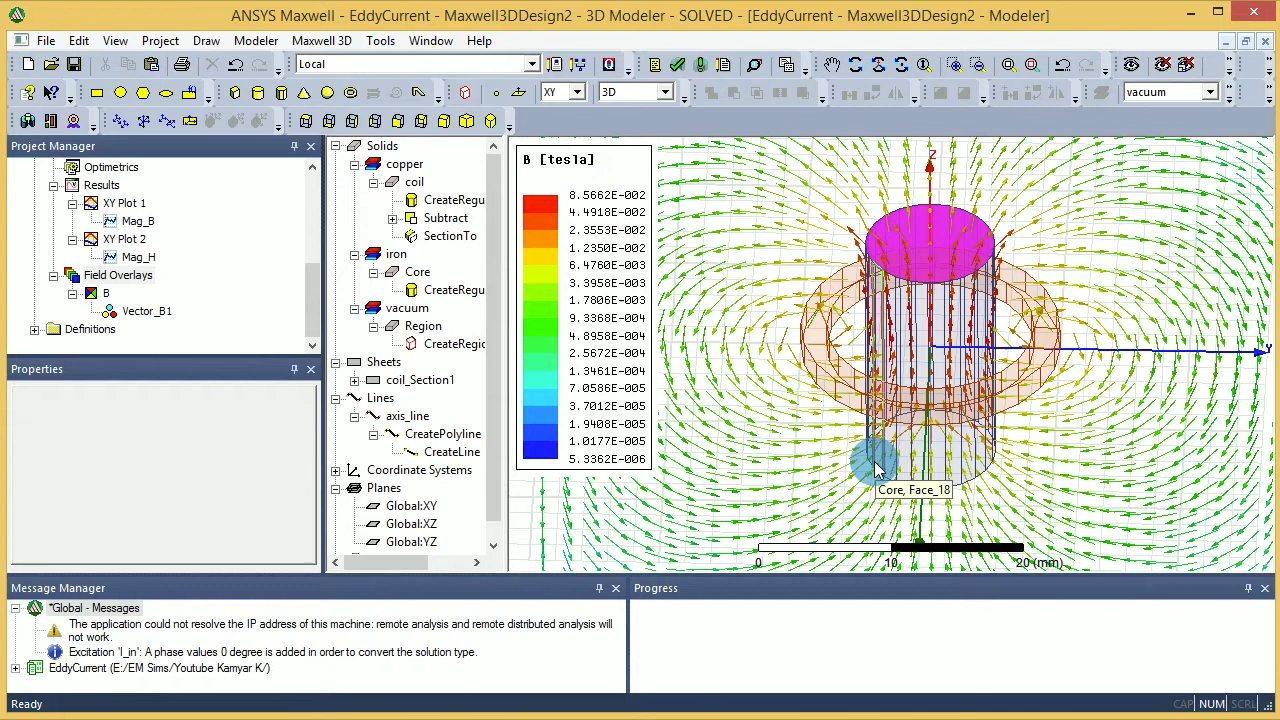 ANSYS Maxwell - EddyCurrent - Maxwell3DDesign2 - 3D Modeler - SOLVED - [EddyCurrent - Maxwell3DDesign2 - Modeler]
File Edit View Project Draw Modeler Maxwell 3D Tools Window Help
Local
XY 3D vacuum
Project Manager
Optimetrics
Results
XY Plot 1
Mag_B
XY Plot 2
Mag_H
Field Overlays
B
Vector_B1
Definitions
Properties
Solids
copper
coil
CreateRegu
Subtract
SectionTo
iron
Core
CreateRegu
vacuum
Region
CreateRegic
Sheets
coil_Section1
Lines
axis_line
CreatePolyline
CreateLine
Coordinate Systems
Planes
Global:XY
Global:XZ
Global:YZ
B [tesla]
8.5662E-002
4.4918E-002
2.3553E-002
1.2350E-002
6.4760E-003
3.3958E-003
1.7806E-003
9.3368E-004
4.8958E-004
2.5672E-004
1.3461E-004
7.0586E-005
3.7012E-005
1.9408E-005
1.0177E-005
5.3362E-006
Z
Y
Core, Face_18
0 10 20 (mm)
Message Manager
*Global - Messages
The application could not resolve the IP address of this machine: remote analysis and remote distributed analysis will
not work.
Excitation 'I_in': A phase values 0 degree is added in order to convert the solution type.
EddyCurrent (E:/EM Sims/Youtube Kamyar K/)
Progress
Ready
CAP NUM SCRL